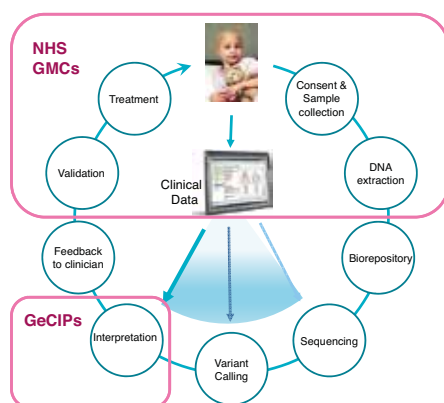 NHS
GMCs
Treatment
Consent &
Sample
collection
Validation
Clinical
Data
DNA
extraction
Feedback
to clinician
Biorepository
GeCIPs
Interpretation
Sequencing
Variant
Calling